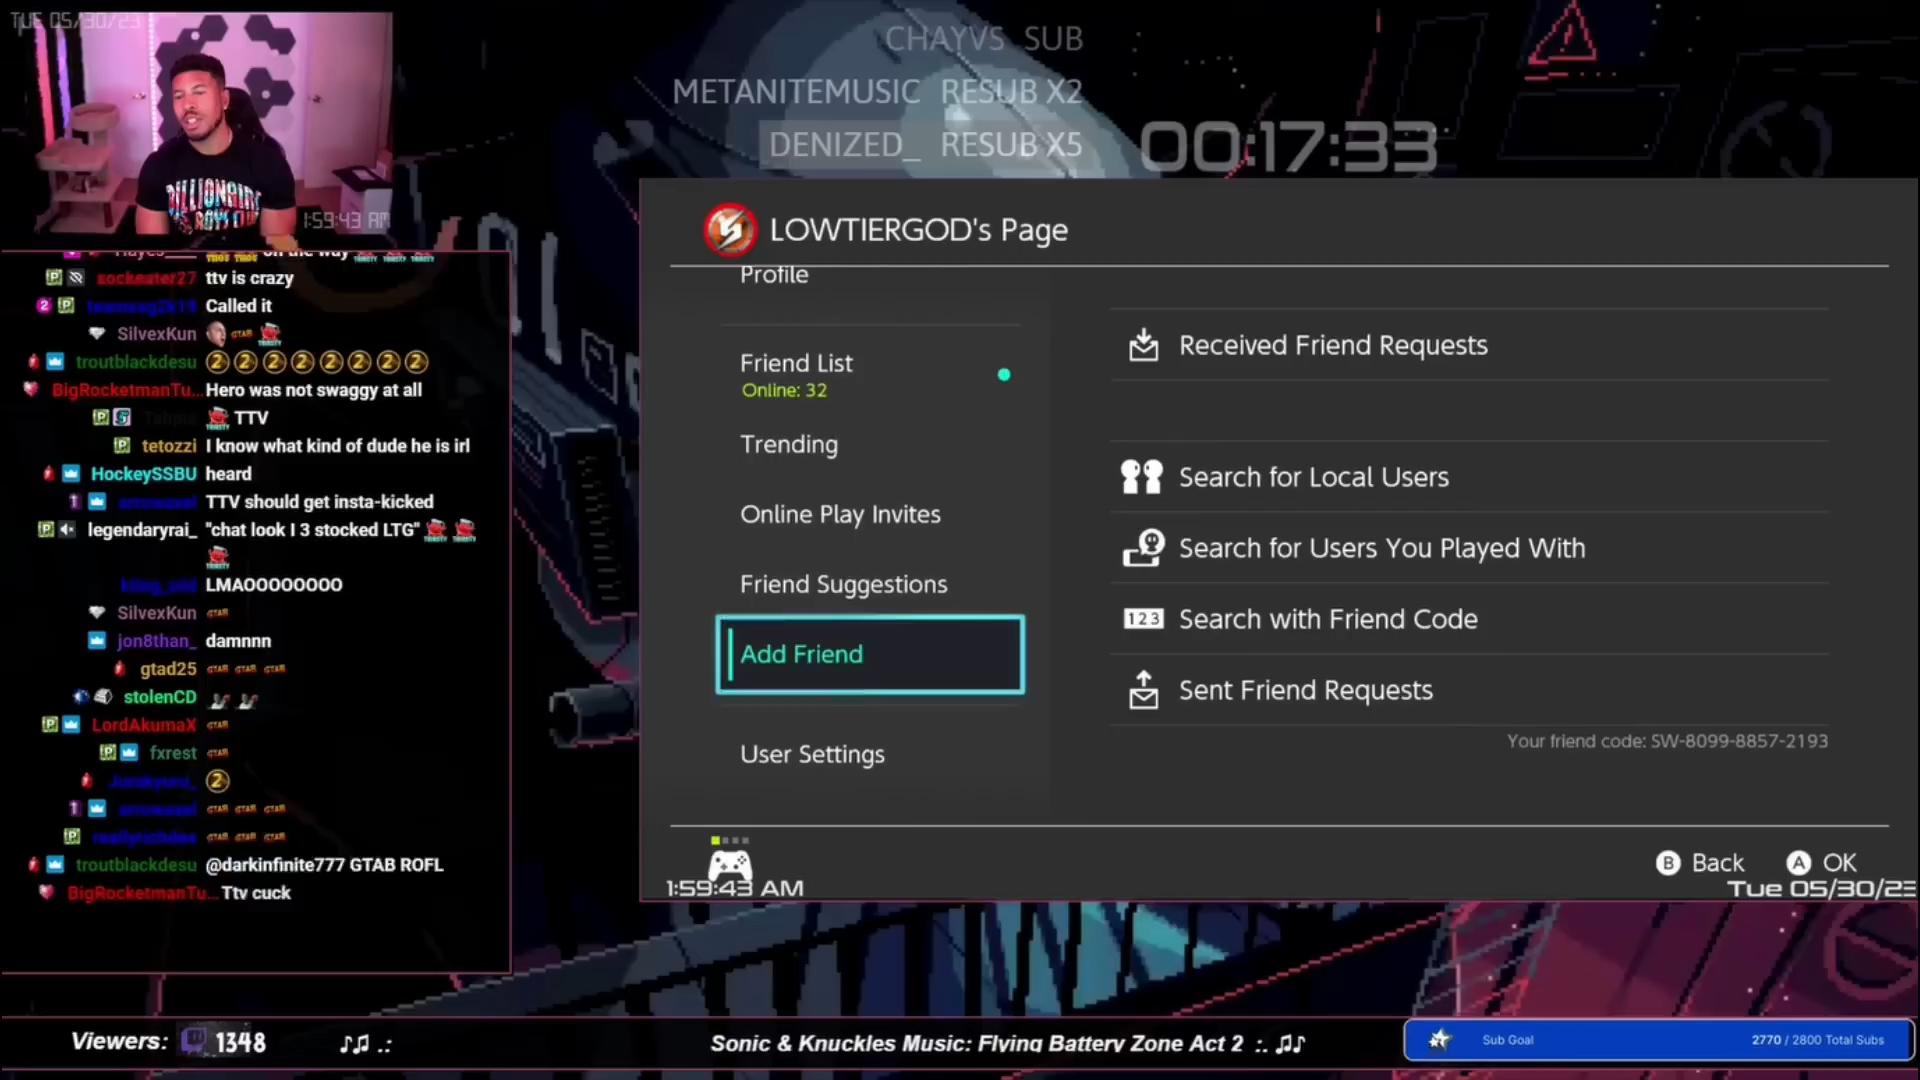 TUE 05/30/23
CHAYVS SUB
METANITEMUSIC RESUB X2
DENIZED_ RESUB X5
00:17:33
BILLIONAIRE
BOYS CLUB
1:59:43 AM
on the way
sockeater27 ttv is crazy
Called it
SilvexKun
troutblackdesu
BigRocketmanTu... Hero was not swaggy at all
TTV
tetozzi I know what kind of dude he is irl
HockeySSBU heard
TTV should get insta-kicked
legendaryrai_ "chat look I 3 stocked LTG"
LMAOOOOOOOO
SilvexKun
jon8than_ damnnn
gtad25
stolenCD
LordAkumaX
fxrest
troutblackdesu @darkinfinite777 GTAB ROFL
BigRocketmanTu... Ttv cuck
LOWTIERGOD's Page
Profile
Friend List
Online: 32
Trending
Online Play Invites
Friend Suggestions
Add Friend
User Settings
Received Friend Requests
Search for Local Users
Search for Users You Played With
123 Search with Friend Code
Sent Friend Requests
Your friend code: SW-8099-8857-2193
B Back A OK
1:59:43 AM
Tue 05/30/23
Viewers: 1348
Sonic & Knuckles Music: Flying Battery Zone Act 2 :.
Sub Goal 2770 / 2800 Total Subs